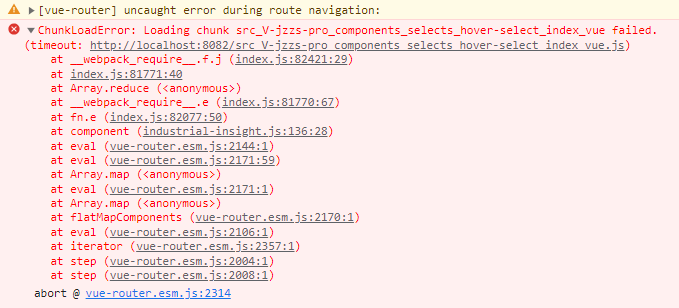 [vue-router] uncaught error during route navigation:
ChunkLoadError: Loading chunk src_V-jzzs-pro_components_selects_hover-select_index_vue failed.
(timeout: http://localhost:8082/src_V-jzzs-pro_components_selects_hover-select_index_vue.js)
at __webpack_require__.f.j (index.js:82421:29)
at index.js:81771:40
at Array.reduce (<anonymous>)
at __webpack_require__.e (index.js:81770:67)
at fn.e (index.js:82077:50)
at component (industrial-insight.js:136:28)
at eval (vue-router.esm.js:2144:1)
at eval (vue-router.esm.js:2171:59)
at Array.map (<anonymous>)
at eval (vue-router.esm.js:2171:1)
at Array.map (<anonymous>)
at flatMapComponents (vue-router.esm.js:2170:1)
at eval (vue-router.esm.js:2106:1)
at iterator (vue-router.esm.js:2357:1)
at step (vue-router.esm.js:2004:1)
at step (vue-router.esm.js:2008:1)
abort @ vue-router.esm.js:2314